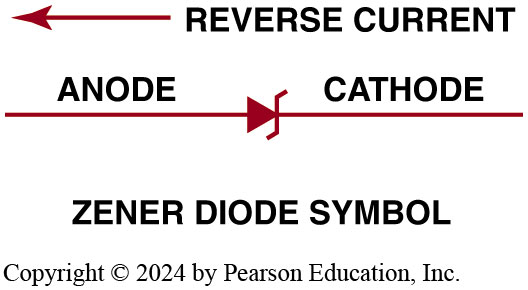 REVERSE CURRENT
ANODE CATHODE
ZENER DIODE SYMBOL
Copyright © 2024 by Pearson Education, Inc.